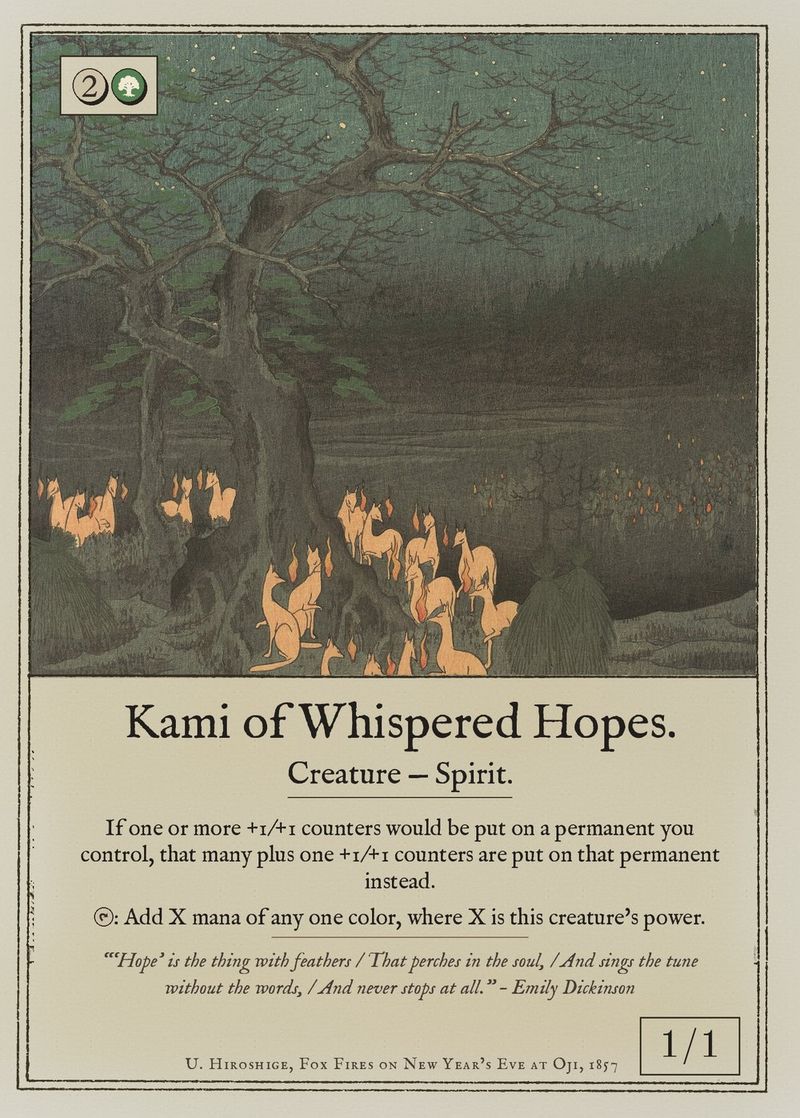 2
Kami of Whispered Hopes.
Creature – Spirit.
If one or more +1/+1 counters would be put on a permanent you
control, that many plus one +1/+1 counters are put on that permanent
instead.
T: Add X mana of any one color, where X is this creature's power.
"'Hope' is the thing with feathers / That perches in the soul, / And sings the tune
without the words, / And never stops at all." – Emily Dickinson
1/1
U. Hiroshige, Fox Fires on New Year's Eve at Oji, 1857